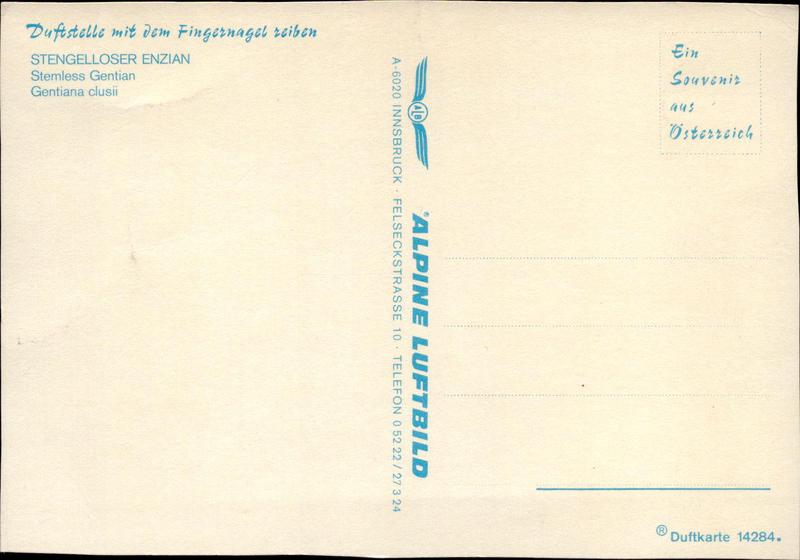 Duftstelle mit dem Fingernagel reiben
STENGELLOSER ENZIAN
Stemless Gentian
Gentiana clusii
A-6020 INNSBRUCK · FELSECKSTRASSE 10 · TELEFON 0 52 22 / 27 3 24
ALB
® ALPINE LUFTBILD
Ein
Souvenir
aus
Österreich
® Duftkarte 14284.